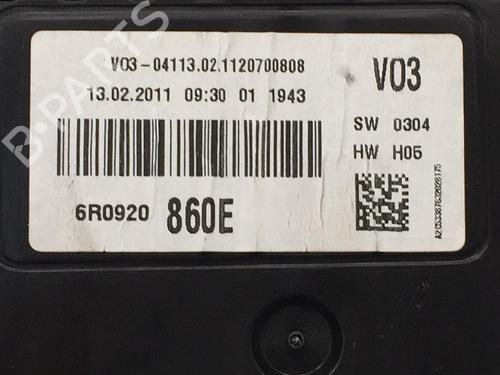 V03-04113.02.1120700808
13.02.2011 09:30 01 1943
6R0920 860E
V03
SW 0304
HW H05
A2C53387632028175
B-PARTS